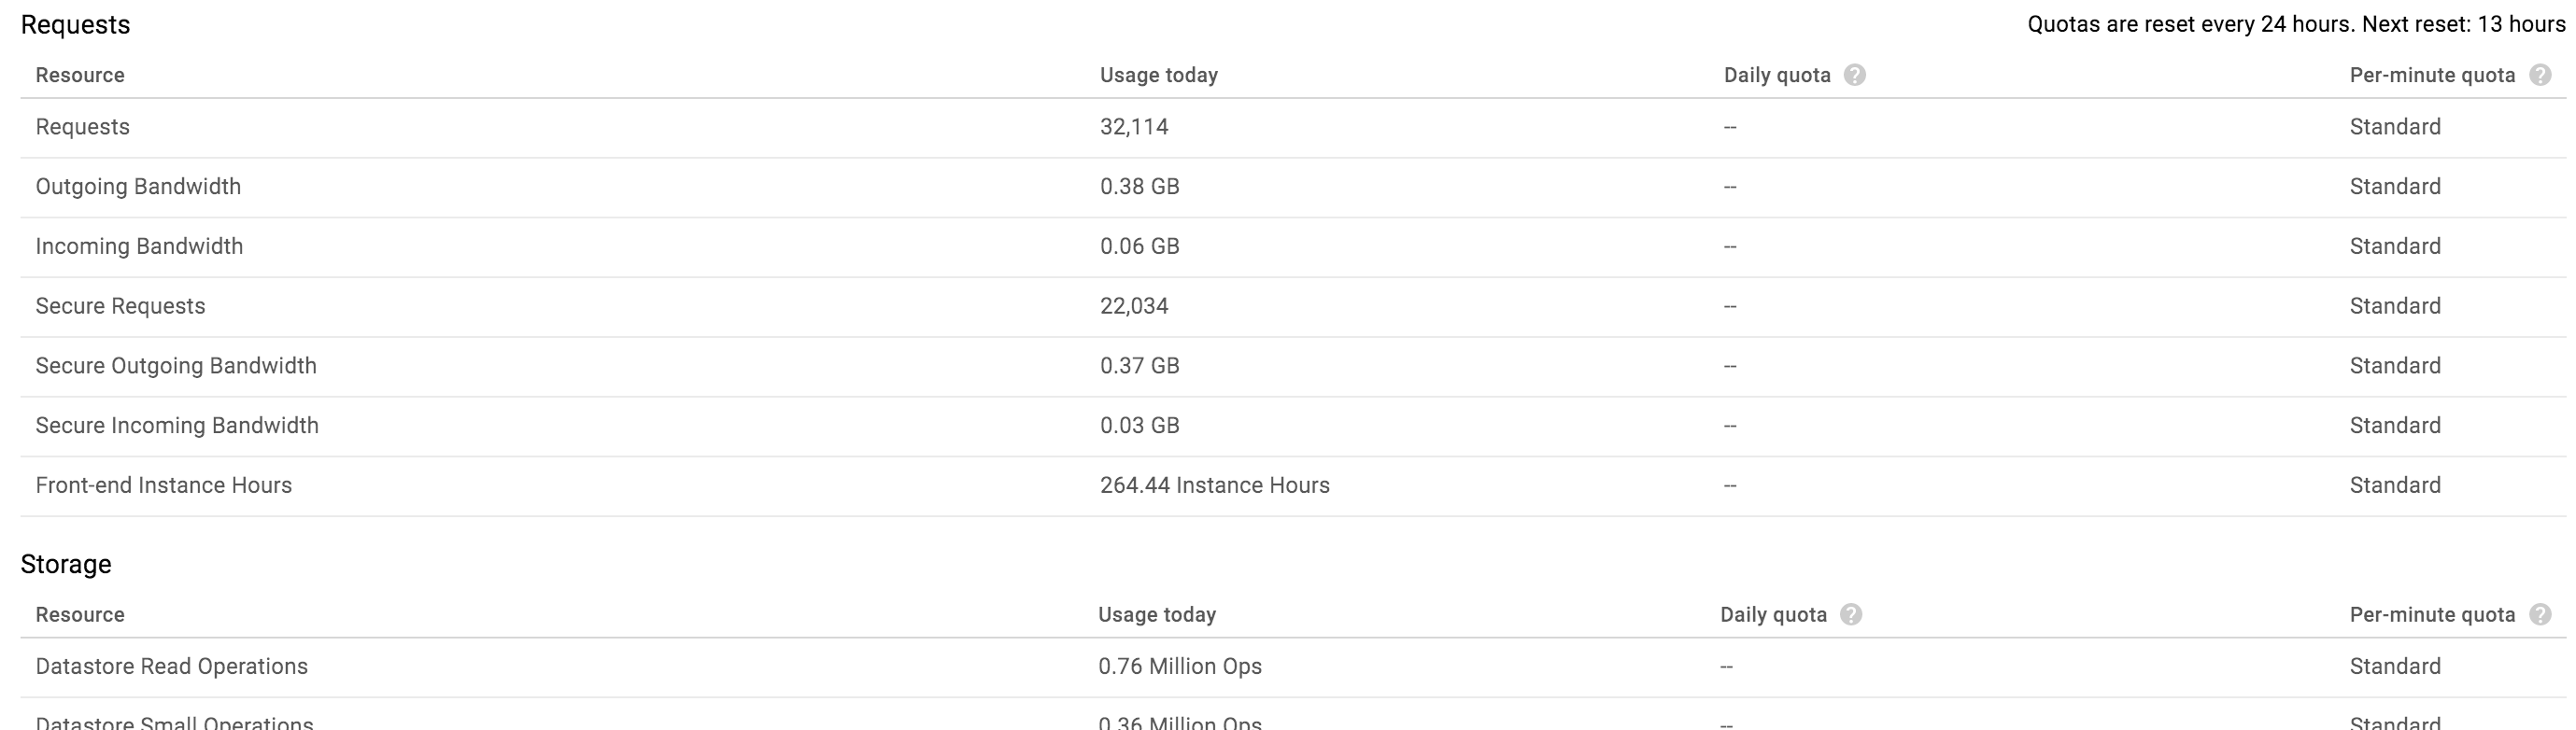 Requests Quotas are reset every 24 hours. Next reset: 13 hours
Resource Usage today Daily quota ? Per-minute quota ?
Requests 32,114 -- Standard
Outgoing Bandwidth 0.38 GB -- Standard
Incoming Bandwidth 0.06 GB -- Standard
Secure Requests 22,034 -- Standard
Secure Outgoing Bandwidth 0.37 GB -- Standard
Secure Incoming Bandwidth 0.03 GB -- Standard
Front-end Instance Hours 264.44 Instance Hours -- Standard
Storage
Resource Usage today Daily quota ? Per-minute quota ?
Datastore Read Operations 0.76 Million Ops -- Standard
Datastore Small Operations 0.36 Million Ops -- Standard